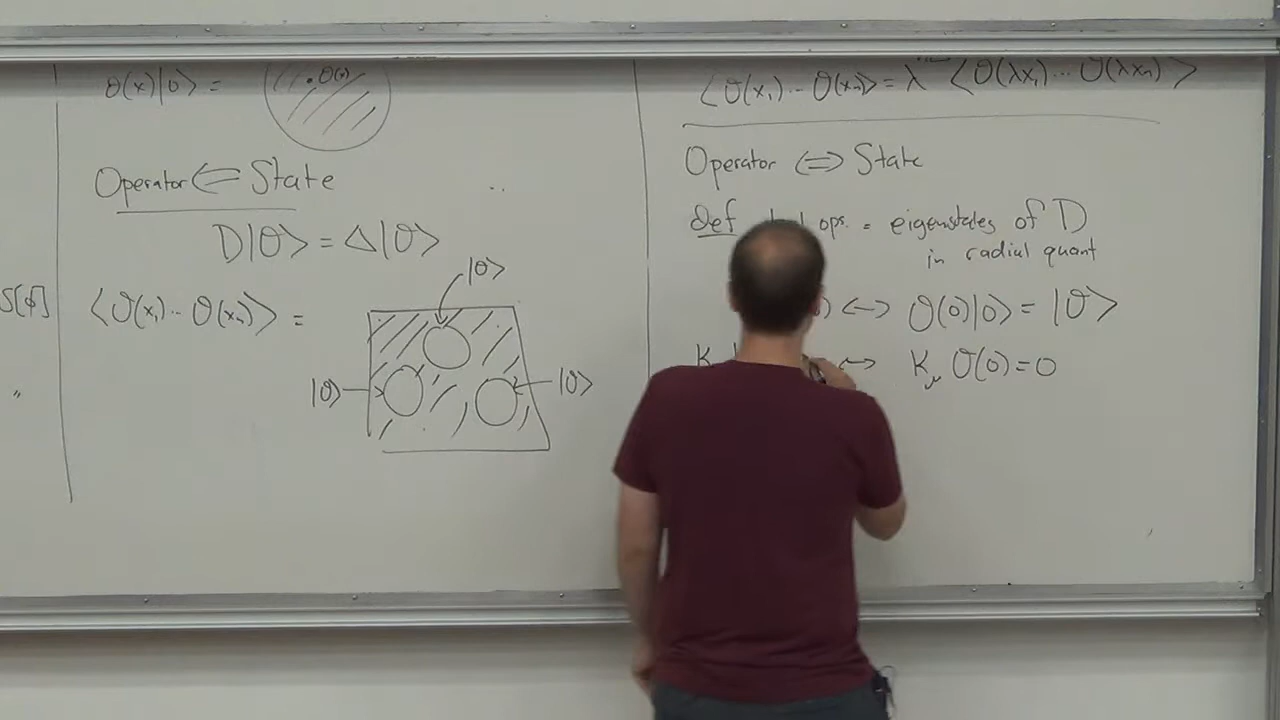 S[ϕ]
"
O(x)|0⟩ =
· O(x)
Operator ⟸ State
D|O⟩ = Δ|O⟩
⟨O(x₁)⋯O(xₙ)⟩ =
|O⟩
|O⟩
|O⟩
⟨O(x₁)⋯O(xₙ)⟩ = λ ⟨O(λx₁)⋯O(λxₙ)⟩
Operator ⟺ State
def ops. = eigenstates of D
in radial quant
) ↔ O(0)|0⟩ = |O⟩
K ↔ K_μ O(0) = 0